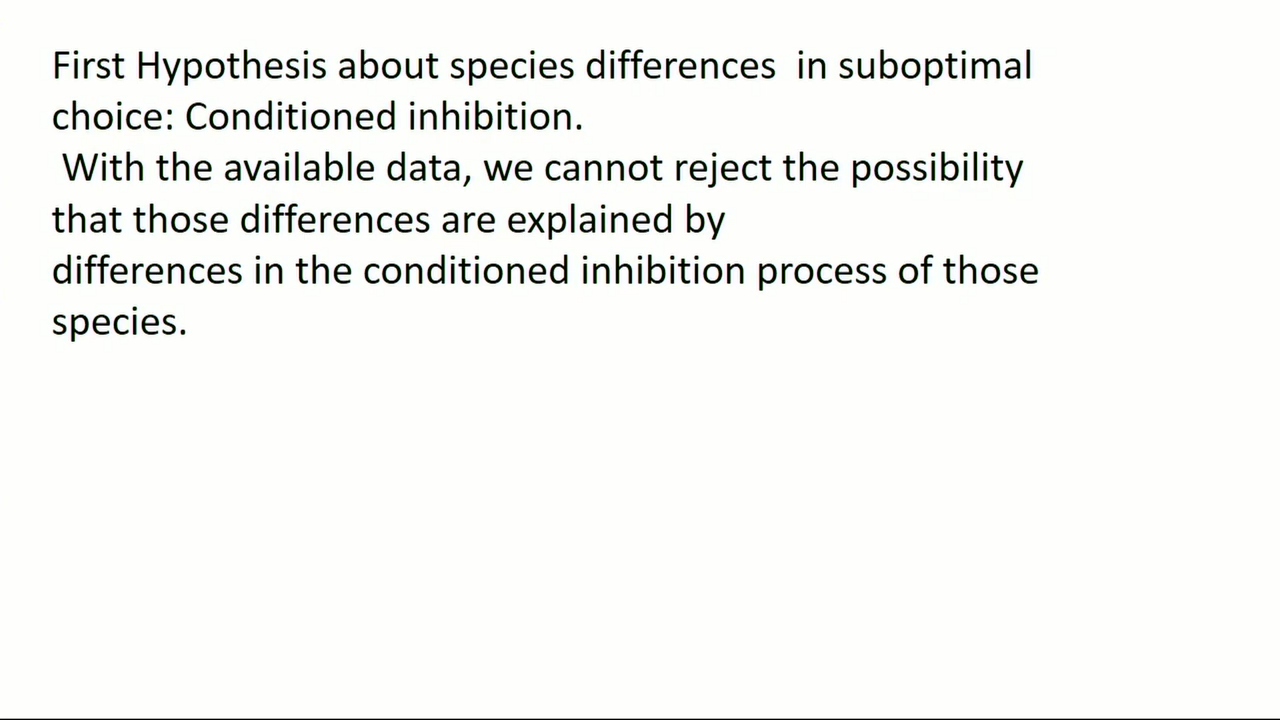 First Hypothesis about species differences  in suboptimal
choice: Conditioned inhibition.
With the available data, we cannot reject the possibility
that those differences are explained by
differences in the conditioned inhibition process of those
species.